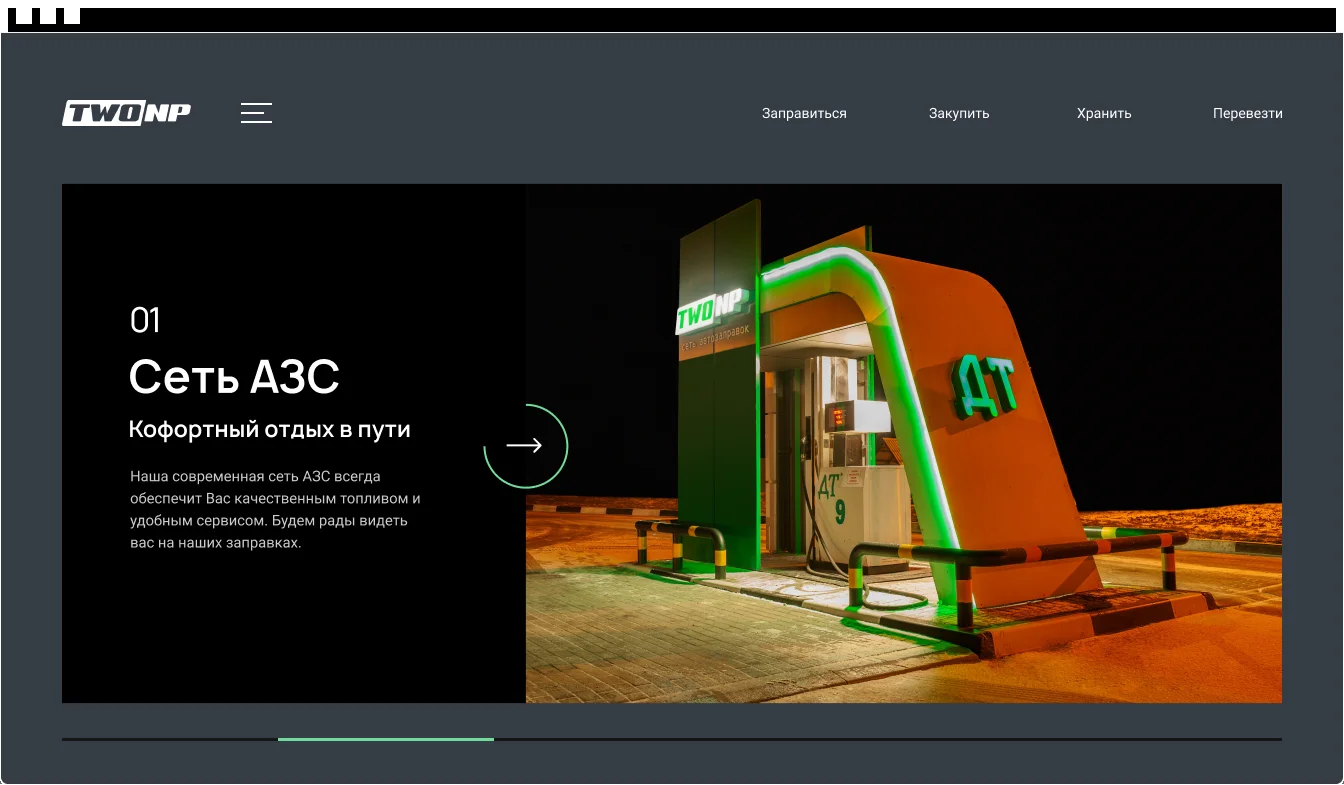 TWONP
Заправиться
Закупить
Хранить
Перевезти
01
Сеть АЗС
Кофортный отдых в пути
Наша современная сеть АЗС всегда
обеспечит Вас качественным топливом и
удобным сервисом. Будем рады видеть
вас на наших заправках.
TWONP
сеть автозаправок
ДТ
ДТ
9